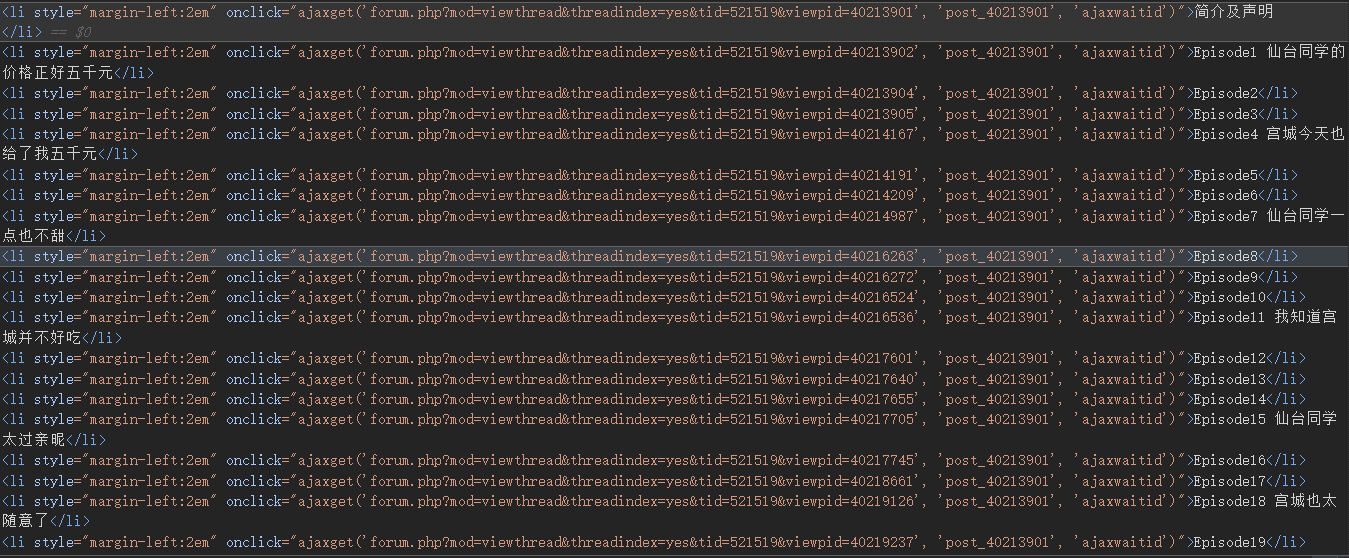 <li style="margin-left:2em" onclick="ajaxget('forum.php?mod=viewthread&threadindex=yes&tid=521519&viewpid=40213901', 'post_40213901', 'ajaxwaitid')">简介及声明
</li> == $0
<li style="margin-left:2em" onclick="ajaxget('forum.php?mod=viewthread&threadindex=yes&tid=521519&viewpid=40213902', 'post_40213901', 'ajaxwaitid')">Episode1 仙台同学的
价格正好五千元</li>
<li style="margin-left:2em" onclick="ajaxget('forum.php?mod=viewthread&threadindex=yes&tid=521519&viewpid=40213904', 'post_40213901', 'ajaxwaitid')">Episode2</li>
<li style="margin-left:2em" onclick="ajaxget('forum.php?mod=viewthread&threadindex=yes&tid=521519&viewpid=40213905', 'post_40213901', 'ajaxwaitid')">Episode3</li>
<li style="margin-left:2em" onclick="ajaxget('forum.php?mod=viewthread&threadindex=yes&tid=521519&viewpid=40214167', 'post_40213901', 'ajaxwaitid')">Episode4 宫城今天也
给了我五千元</li>
<li style="margin-left:2em" onclick="ajaxget('forum.php?mod=viewthread&threadindex=yes&tid=521519&viewpid=40214191', 'post_40213901', 'ajaxwaitid')">Episode5</li>
<li style="margin-left:2em" onclick="ajaxget('forum.php?mod=viewthread&threadindex=yes&tid=521519&viewpid=40214209', 'post_40213901', 'ajaxwaitid')">Episode6</li>
<li style="margin-left:2em" onclick="ajaxget('forum.php?mod=viewthread&threadindex=yes&tid=521519&viewpid=40214987', 'post_40213901', 'ajaxwaitid')">Episode7 仙台同学一
点也不甜</li>
<li style="margin-left:2em" onclick="ajaxget('forum.php?mod=viewthread&threadindex=yes&tid=521519&viewpid=40216263', 'post_40213901', 'ajaxwaitid')">Episode8</li>
<li style="margin-left:2em" onclick="ajaxget('forum.php?mod=viewthread&threadindex=yes&tid=521519&viewpid=40216272', 'post_40213901', 'ajaxwaitid')">Episode9</li>
<li style="margin-left:2em" onclick="ajaxget('forum.php?mod=viewthread&threadindex=yes&tid=521519&viewpid=40216524', 'post_40213901', 'ajaxwaitid')">Episode10</li>
<li style="margin-left:2em" onclick="ajaxget('forum.php?mod=viewthread&threadindex=yes&tid=521519&viewpid=40216536', 'post_40213901', 'ajaxwaitid')">Episode11 我知道宫
城并不好吃</li>
<li style="margin-left:2em" onclick="ajaxget('forum.php?mod=viewthread&threadindex=yes&tid=521519&viewpid=40217601', 'post_40213901', 'ajaxwaitid')">Episode12</li>
<li style="margin-left:2em" onclick="ajaxget('forum.php?mod=viewthread&threadindex=yes&tid=521519&viewpid=40217640', 'post_40213901', 'ajaxwaitid')">Episode13</li>
<li style="margin-left:2em" onclick="ajaxget('forum.php?mod=viewthread&threadindex=yes&tid=521519&viewpid=40217655', 'post_40213901', 'ajaxwaitid')">Episode14</li>
<li style="margin-left:2em" onclick="ajaxget('forum.php?mod=viewthread&threadindex=yes&tid=521519&viewpid=40217705', 'post_40213901', 'ajaxwaitid')">Episode15 仙台同学
太过亲昵</li>
<li style="margin-left:2em" onclick="ajaxget('forum.php?mod=viewthread&threadindex=yes&tid=521519&viewpid=40217745', 'post_40213901', 'ajaxwaitid')">Episode16</li>
<li style="margin-left:2em" onclick="ajaxget('forum.php?mod=viewthread&threadindex=yes&tid=521519&viewpid=40218661', 'post_40213901', 'ajaxwaitid')">Episode17</li>
<li style="margin-left:2em" onclick="ajaxget('forum.php?mod=viewthread&threadindex=yes&tid=521519&viewpid=40219126', 'post_40213901', 'ajaxwaitid')">Episode18 宫城也太
随意了</li>
<li style="margin-left:2em" onclick="ajaxget('forum.php?mod=viewthread&threadindex=yes&tid=521519&viewpid=40219237', 'post_40213901', 'ajaxwaitid')">Episode19</li>